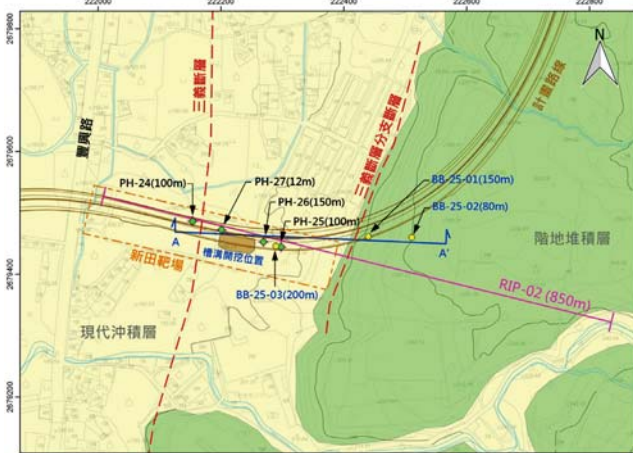 222000
222200
222400
222600
222800
2679800
2679600
2679400
2679200
N
豐興路
三義斷層
三義斷層分支斷層
計畫路線
PH-24(100m)
PH-27(12m)
PH-26(150m)
PH-25(100m)
BB-25-01(150m)
BB-25-02(80m)
A
A'
槽溝開挖位置
新田靶場
BB-25-03(200m)
階地堆積層
RIP-02 (850m)
現代沖積層